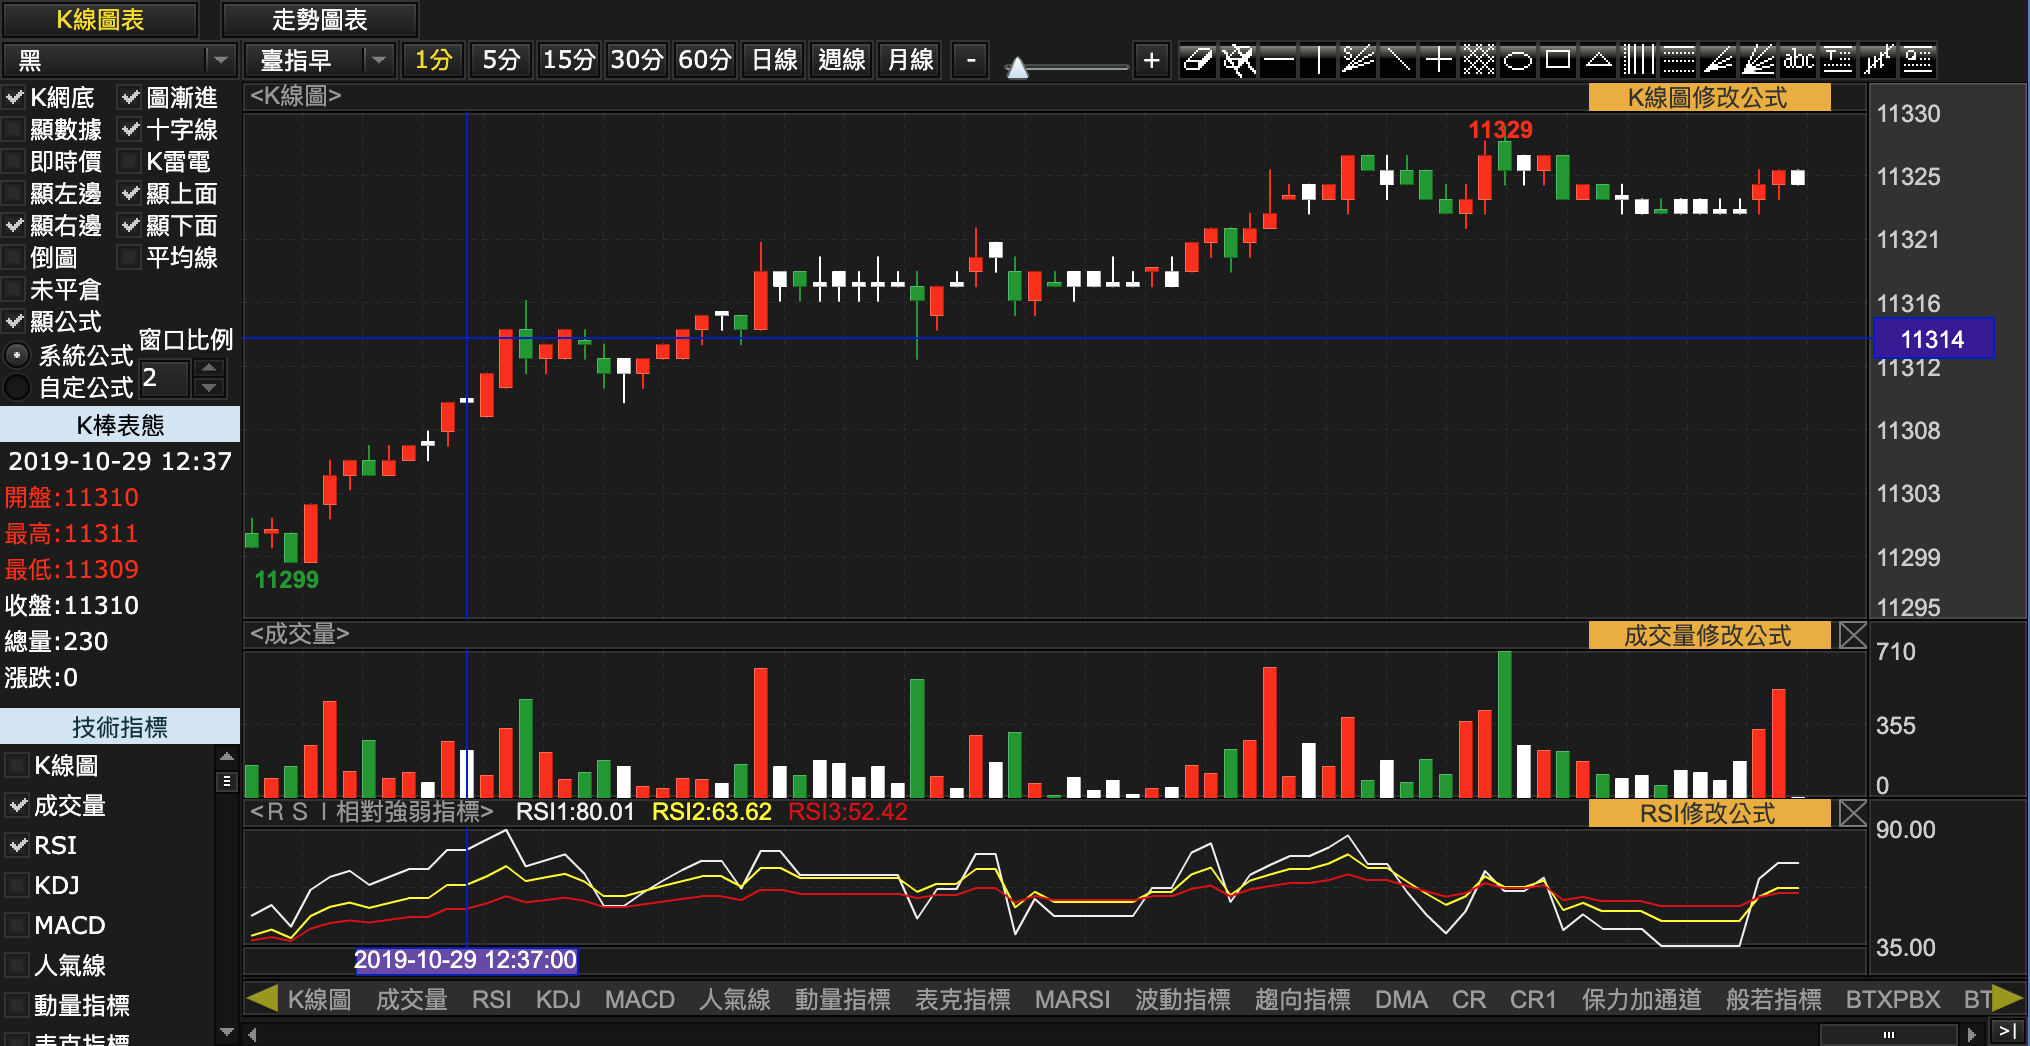 K線圖表 走勢圖表
黑 臺指早 1分 5分 15分 30分 60分 日線 週線 月線 - + abc
K網底 圖漸進
顯數據 十字線
即時價 K雷電
顯左邊 顯上面
顯右邊 顯下面
倒圖 平均線
未平倉
顯公式
窗口比例
系統公式
自定公式
2
K棒表態
2019-10-29 12:37
開盤:11310
最高:11311
最低:11309
收盤:11310
總量:230
漲跌:0
技術指標
K線圖
成交量
RSI
KDJ
MACD
人氣線
動量指標
表克指標
<K線圖> K線圖修改公式
11329
11299
11330
11325
11321
11316
11314
11312
11308
11303
11299
11295
<成交量> 成交量修改公式
710
355
0
<ＲＳＩ相對強弱指標> RSI1:80.01 RSI2:63.62 RSI3:52.42 RSI修改公式
90.00
35.00
2019-10-29 12:37:00
K線圖 成交量 RSI KDJ MACD 人氣線 動量指標 表克指標 MARSI 波動指標 趨向指標 DMA CR CR1 保力加通道 般若指標 BTXPBX BT
>|